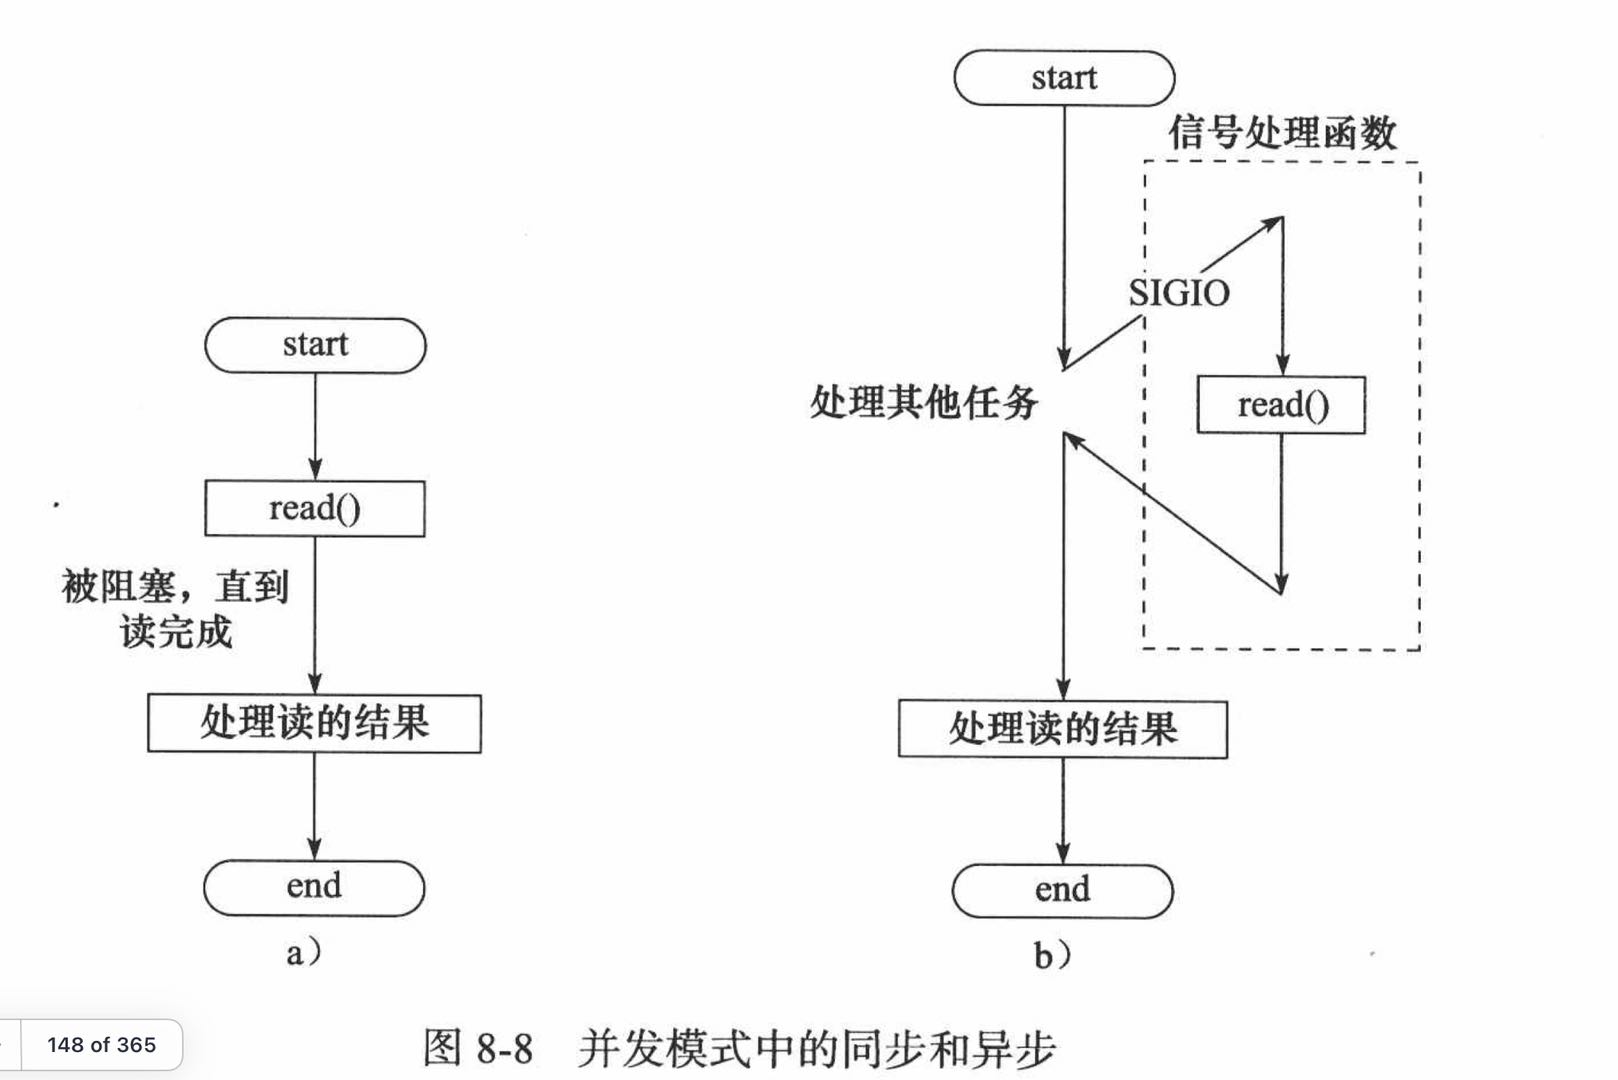 start
read()
被阻塞，直到
读完成
处理读的结果
end
a）
start
信号处理函数
SIGIO
处理其他任务
read()
处理读的结果
end
b）
图 8-8 并发模式中的同步和异步
148 of 365